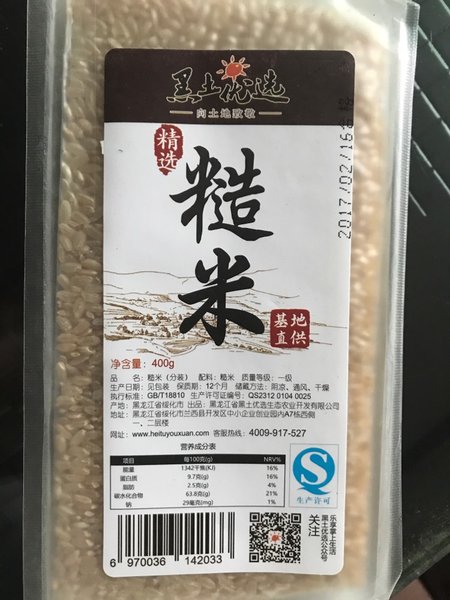 黑土优选
向土地致敬
精选
糙米
基地
直供
2017/02/16
净含量：400g
品名：糙米（分装） 配料：糙米 质量等级：一级
生产日期：见包装 保质期：12个月 储藏方法：阴凉、通风、干燥
执行标准：GB/T18810 生产许可证编号：QS2312 0104 0025
产地：黑龙江省绥化市 出品：黑龙江省黑土优选生态农业开发有限公司
地址：黑龙江省绥化市兰西县开发区中小企业创业园内A7栋西侧
一、二层楼
网址：www.heituyouxuan.com 客服热线：4009-917-527
营养成分表
项目 每100克(g) NRV%
能量 1342千焦(KJ) 16%
蛋白质 9.7克(g) 16%
脂肪 2.5克(g) 4%
碳水化合物 63.8克(g) 21%
钠 29毫克(mg) 1%
生产许可
6 970036 142033
乐享掌上生活
黑土优选公众号
关注